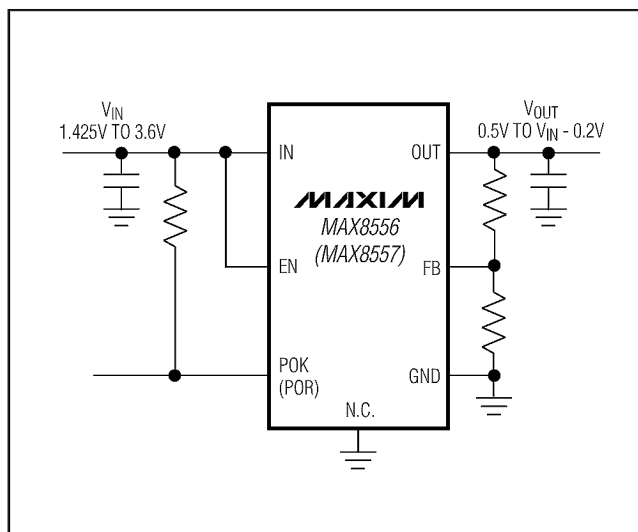 VIN
1.425V TO 3.6V
VOUT
0.5V TO VIN - 0.2V
IN
OUT
MAXIM
MAX8556
(MAX8557)
EN
FB
POK
(POR)
GND
N.C.